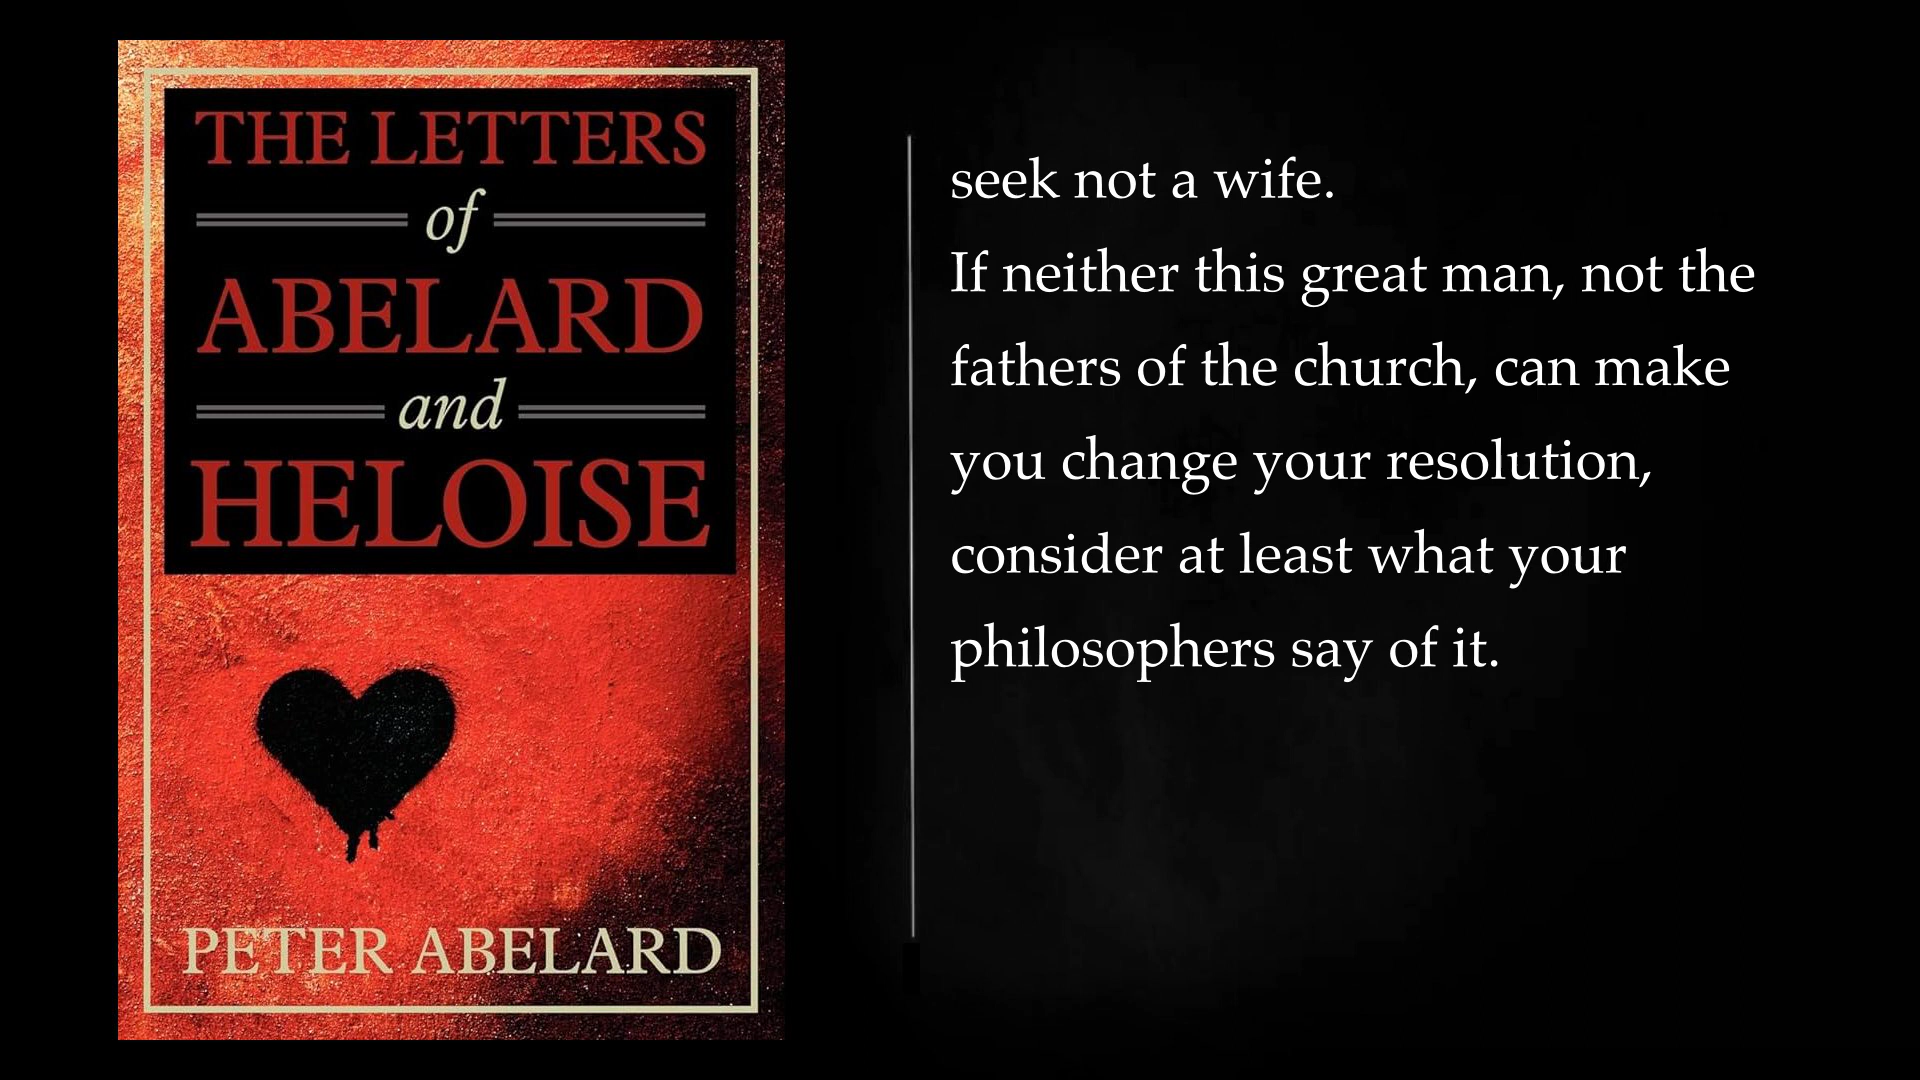 THE LETTERS
of
ABELARD
and
HELOISE
PETER ABELARD
seek not a wife.
If neither this great man, not the
fathers of the church, can make
you change your resolution,
consider at least what your
philosophers say of it.